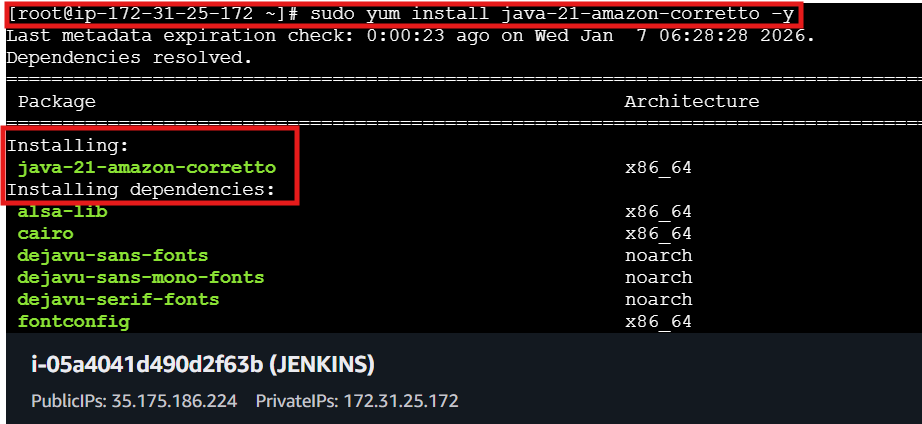 [root@ip-172-31-25-172 ~]# sudo yum install java-21-amazon-corretto -y
Last metadata expiration check: 0:00:23 ago on Wed Jan  7 06:28:28 2026.
Dependencies resolved.
================================================================================
Package Architecture
================================================================================
Installing:
java-21-amazon-corretto x86_64
Installing dependencies:
alsa-lib x86_64
cairo x86_64
dejavu-sans-fonts noarch
dejavu-sans-mono-fonts noarch
dejavu-serif-fonts noarch
fontconfig x86_64
i-05a4041d490d2f63b (JENKINS)
PublicIPs: 35.175.186.224 PrivateIPs: 172.31.25.172